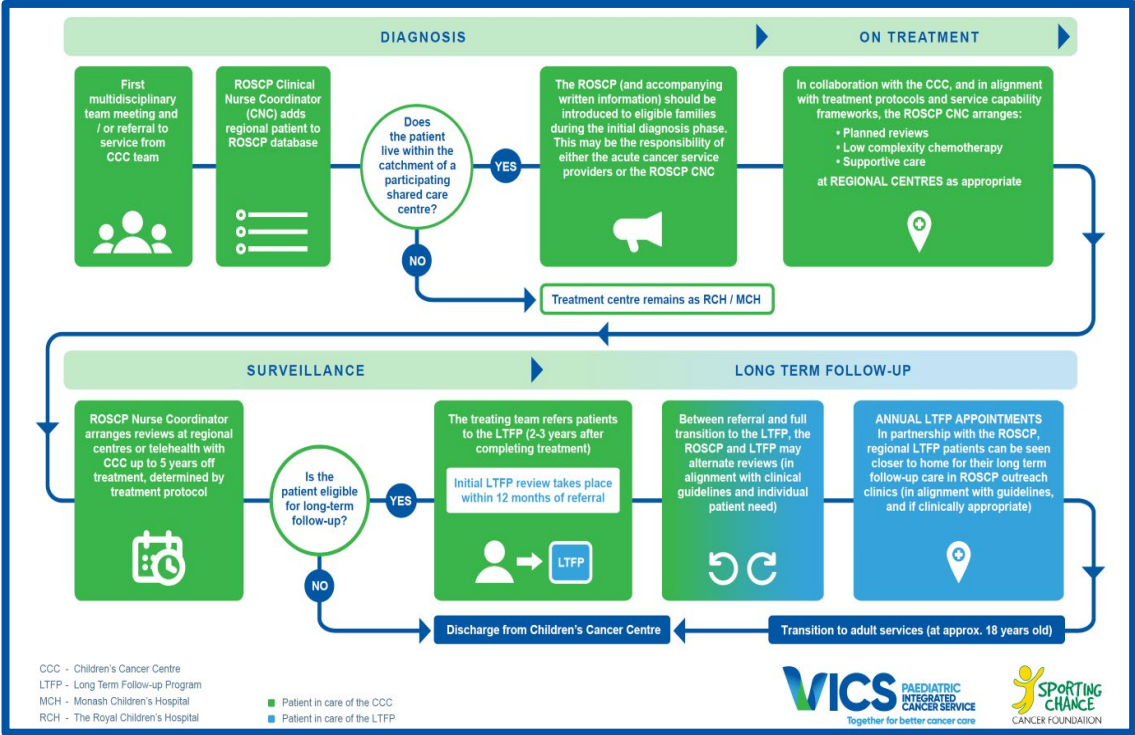 DIAGNOSIS
ON TREATMENT
First
multidisciplinary
team meeting and
/ or referral to
service from
CCC team
ROSCP Clinical
Nurse Coordinator
(CNC) adds
regional patient to
ROSCP database
Does
the patient
live within the
catchment of a
participating
shared care
centre?
YES
NO
The ROSCP (and accompanying
written information) should be
introduced to eligible families
during the initial diagnosis phase.
This may be the responsibility of
either the acute cancer service
providers or the ROSCP CNC
Treatment centre remains as RCH / MCH
In collaboration with the CCC, and in alignment
with treatment protocols and service capability
frameworks, the ROSCP CNC arranges:
• Planned reviews
• Low complexity chemotherapy
• Supportive care
at REGIONAL CENTRES as appropriate
SURVEILLANCE
LONG TERM FOLLOW-UP
ROSCP Nurse Coordinator
arranges reviews at regional
centres or telehealth with
CCC up to 5 years off
treatment, determined by
treatment protocol
Is the
patient eligible
for long-term
follow-up?
YES
NO
The treating team refers patients
to the LTFP (2-3 years after
completing treatment)
Initial LTFP review takes place
within 12 months of referral
LTFP
Between referral and full
transition to the LTFP, the
ROSCP and LTFP may
alternate reviews (in
alignment with clinical
guidelines and individual
patient need)
ANNUAL LTFP APPOINTMENTS
In partnership with the ROSCP,
regional LTFP patients can be seen
closer to home for their long term
follow-up care in ROSCP outreach
clinics (in alignment with guidelines,
and if clinically appropriate)
Discharge from Children's Cancer Centre
Transition to adult services (at approx. 18 years old)
CCC - Children's Cancer Centre
LTFP - Long Term Follow-up Program
MCH - Monash Children's Hospital
RCH - The Royal Children's Hospital
Patient in care of the CCC
Patient in care of the LTFP
VICS
PAEDIATRIC
INTEGRATED
CANCER SERVICE
Together for better cancer care
SPORTING
CHANCE
CANCER FOUNDATION